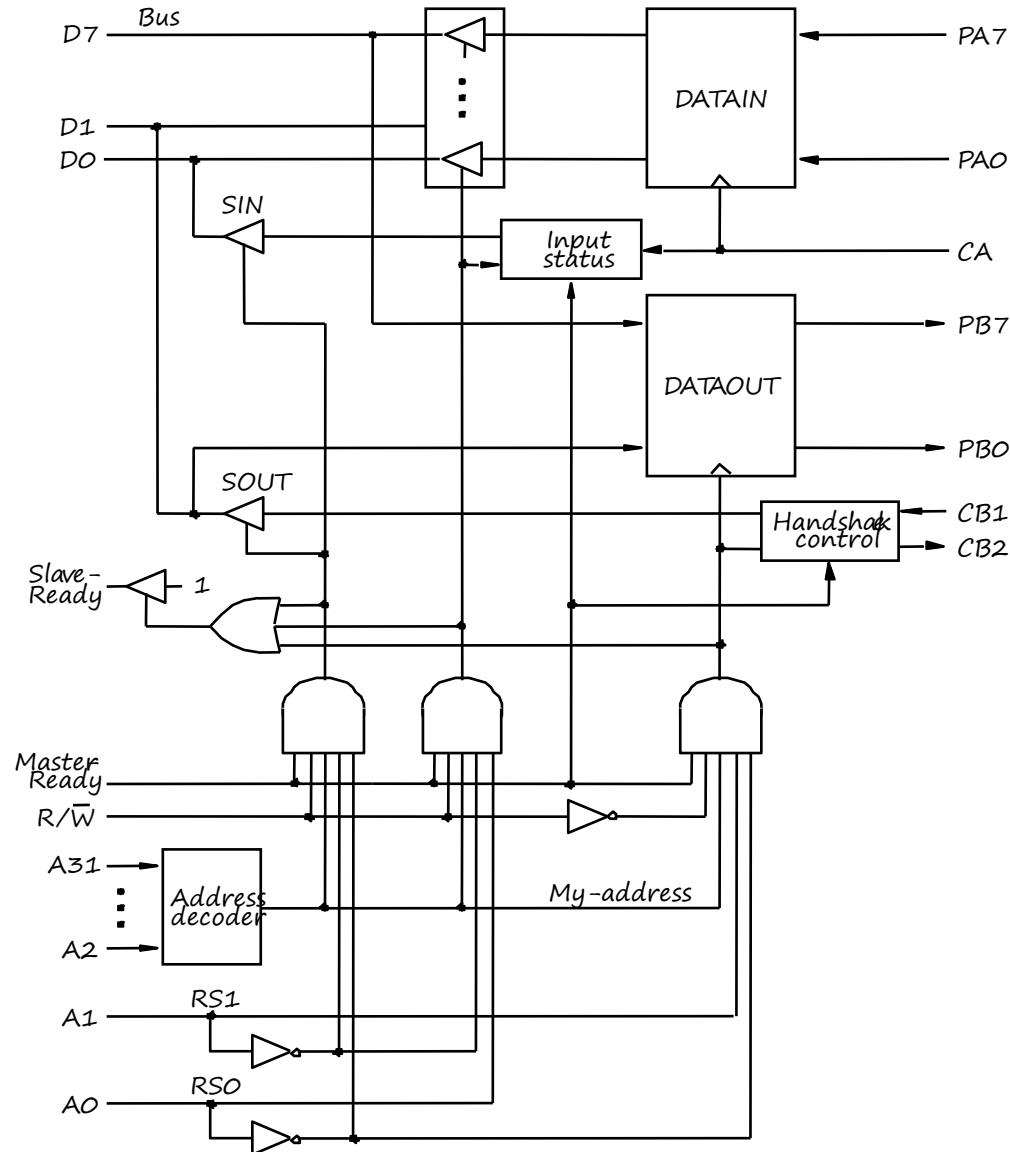 Bus
D7
PA7
DATAIN
D1
D0
PA0
SIN
Input
status
CA
PB7
DATAOUT
PB0
SOUT
Handshak
control
CB1
CB2
Slave-
Ready
1
Master
Ready
R/W̅
A31
Address
decoder
My-address
A2
RS1
A1
RS0
A0